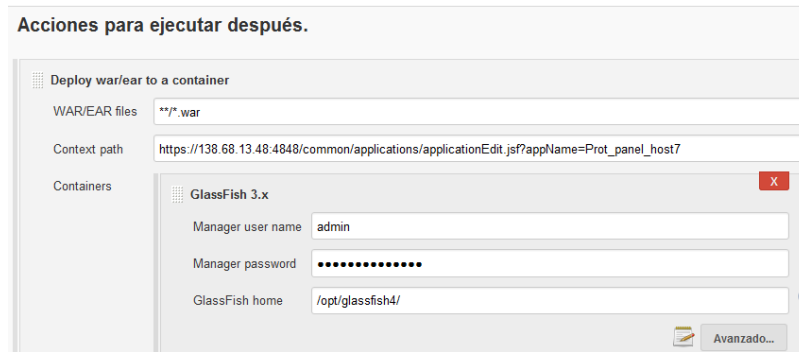 Acciones para ejecutar después.
Deploy war/ear to a container
WAR/EAR files **/*.war
Context path https://138.68.13.48:4848/common/applications/applicationEdit.jsf?appName=Prot_panel_host7
Containers
X
GlassFish 3.x
Manager user name admin
Manager password ••••••••••••••
GlassFish home /opt/glassfish4/
Avanzado...